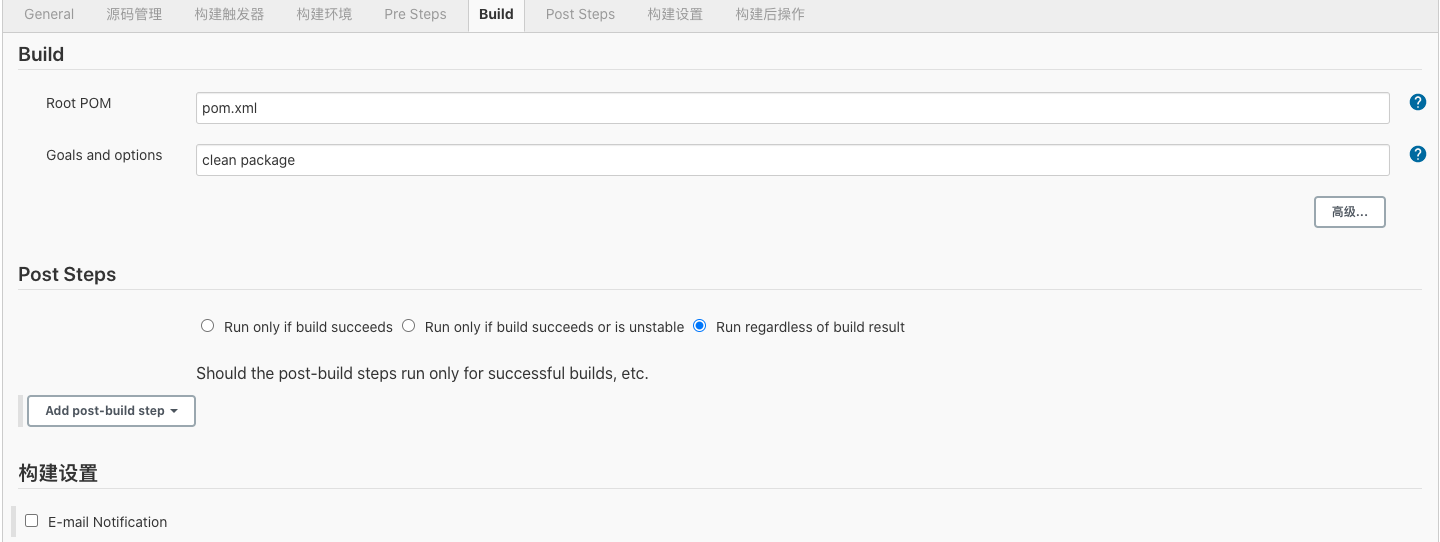 General 源码管理 构建触发器 构建环境 Pre Steps Build Post Steps 构建设置 构建后操作
Build
Root POM pom.xml ?
Goals and options clean package ?
高级...
Post Steps
Run only if build succeeds Run only if build succeeds or is unstable Run regardless of build result
Should the post-build steps run only for successful builds, etc.
Add post-build step
构建设置
E-mail Notification